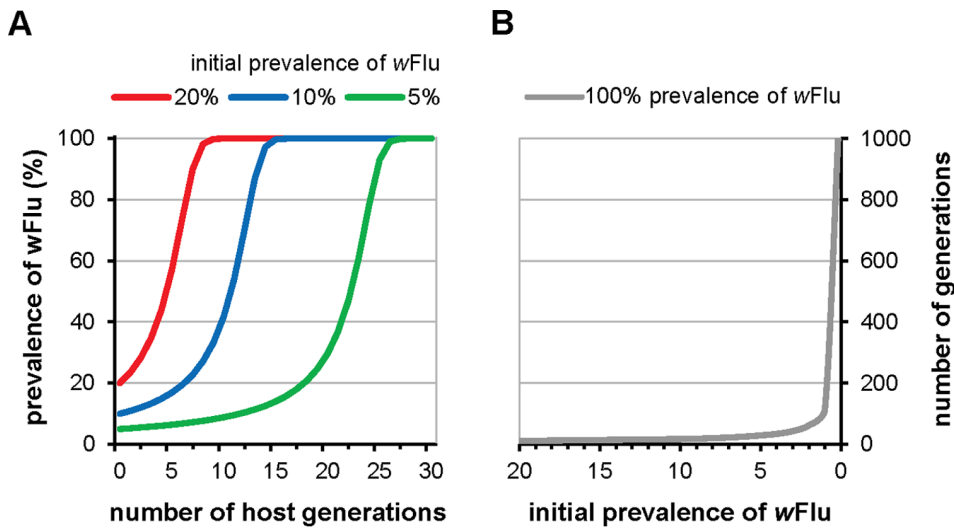 A
initial prevalence of wFlu
20% 10% 5%
prevalence of wFlu (%)
100
80
60
40
20
0
0 5 10 15 20 25 30
number of host generations
B
100% prevalence of wFlu
1000
800
600
400
200
0
number of generations
20 15 10 5 0
initial prevalence of wFlu